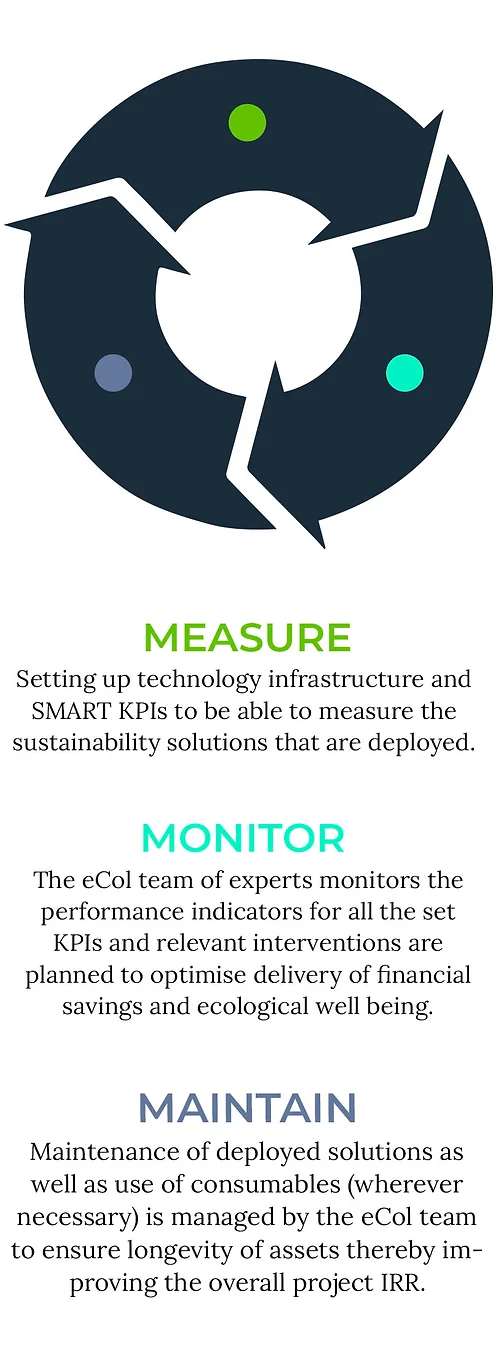 MEASURE
Setting up technology infrastructure and
SMART KPIs to be able to measure the
sustainability solutions that are deployed.
MONITOR
The eCol team of experts monitors the
performance indicators for all the set
KPIs and relevant interventions are
planned to optimise delivery of financial
savings and ecological well being.
MAINTAIN
Maintenance of deployed solutions as
well as use of consumables (wherever
necessary) is managed by the eCol team
to ensure longevity of assets thereby im-
proving the overall project IRR.